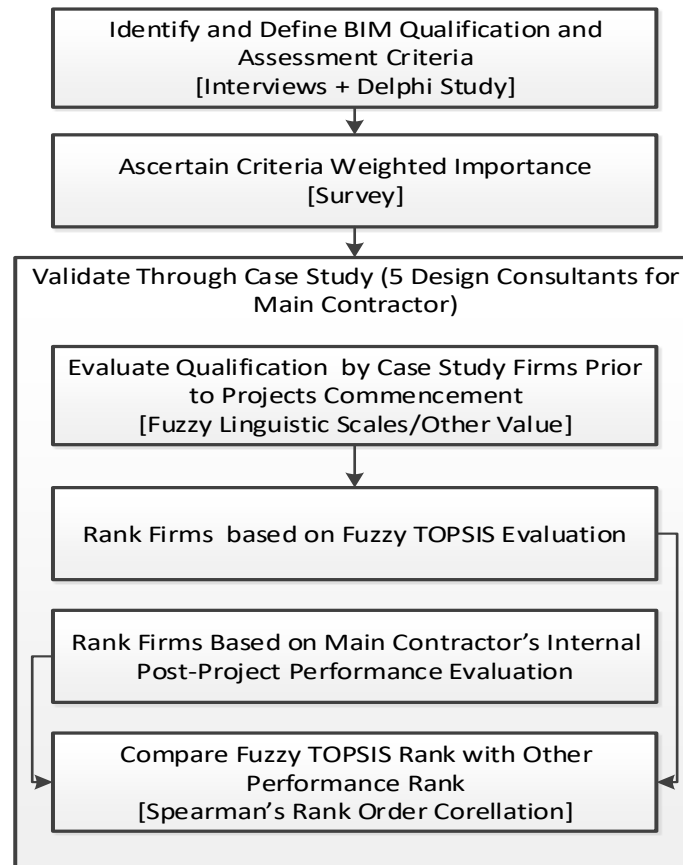 Identify and Define BIM Qualification and
Assessment Criteria
[Interviews + Delphi Study]
Ascertain Criteria Weighted Importance
[Survey]
Validate Through Case Study (5 Design Consultants for
Main Contractor)
Evaluate Qualification by Case Study Firms Prior
to Projects Commencement
[Fuzzy Linguistic Scales/Other Value]
Rank Firms based on Fuzzy TOPSIS Evaluation
Rank Firms Based on Main Contractor’s Internal
Post-Project Performance Evaluation
Compare Fuzzy TOPSIS Rank with Other
Performance Rank
[Spearman’s Rank Order Corellation]